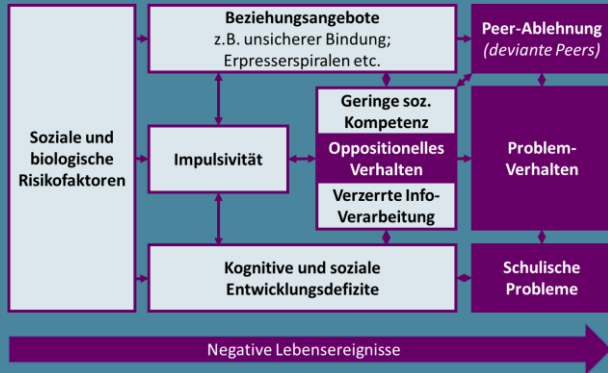 Beziehungsangebote
z.B. unsicherer Bindung;
Erpresserspiralen etc.
Peer-Ablehnung
(deviante Peers)
Soziale und
biologische
Risikofaktoren
Impulsivität
Geringe soz.
Kompetenz
Oppositionelles
Verhalten
Verzerrte Info-
Verarbeitung
Problem-
Verhalten
Kognitive und soziale
Entwicklungsdefizite
Schulische
Probleme
Negative Lebensereignisse